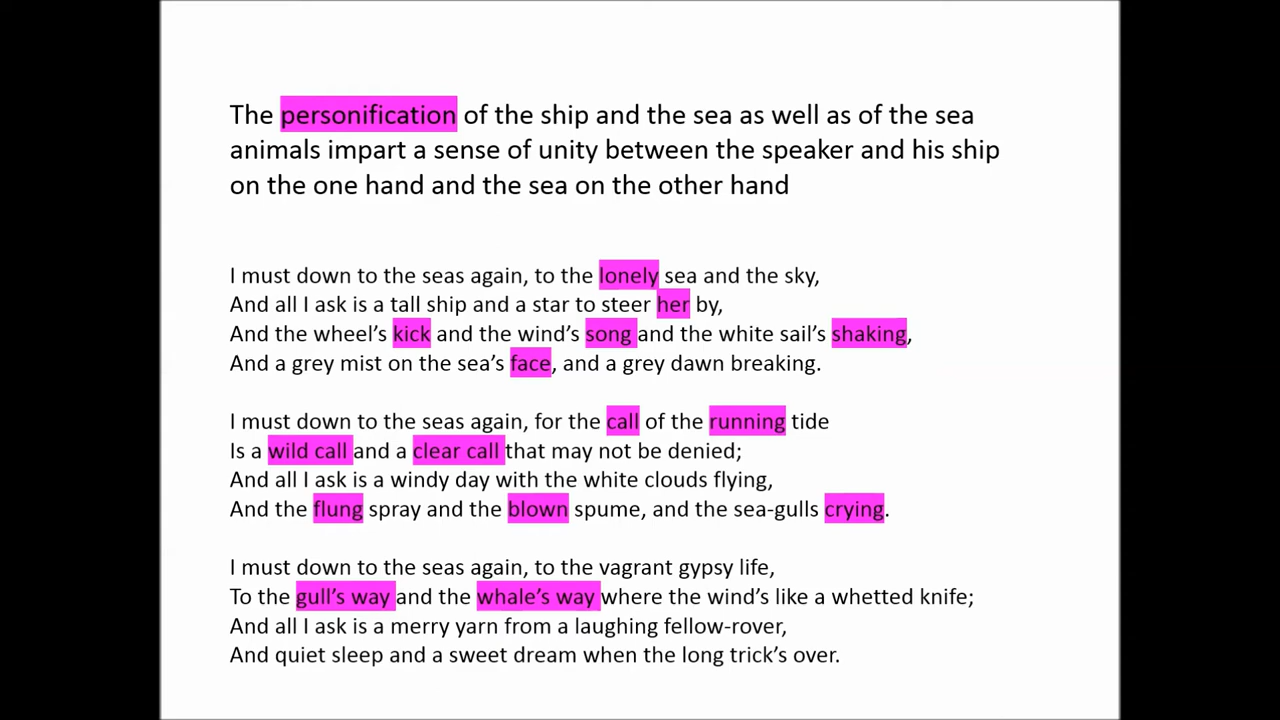 The personification of the ship and the sea as well as of the sea
animals impart a sense of unity between the speaker and his ship
on the one hand and the sea on the other hand
I must down to the seas again, to the lonely sea and the sky,
And all I ask is a tall ship and a star to steer her by,
And the wheel’s kick and the wind’s song and the white sail’s shaking,
And a grey mist on the sea’s face, and a grey dawn breaking.
I must down to the seas again, for the call of the running tide
Is a wild call and a clear call that may not be denied;
And all I ask is a windy day with the white clouds flying,
And the flung spray and the blown spume, and the sea-gulls crying.
I must down to the seas again, to the vagrant gypsy life,
To the gull’s way and the whale’s way where the wind’s like a whetted knife;
And all I ask is a merry yarn from a laughing fellow-rover,
And quiet sleep and a sweet dream when the long trick’s over.